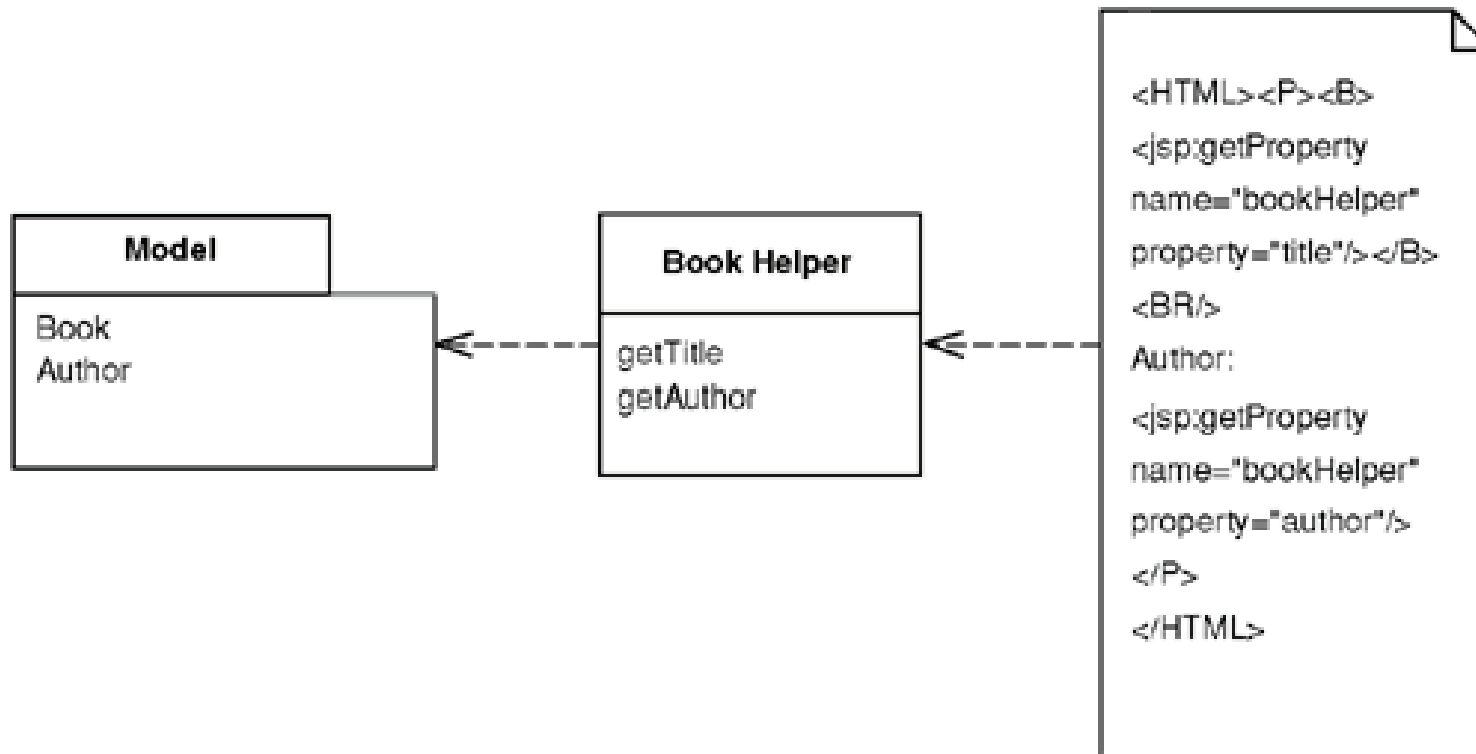 Model
Book
Author
Book Helper
getTitle
getAuthor
<HTML><P><B>
<jsp:getProperty
name="bookHelper"
property="title"/></B>
<BR/>
Author:
<jsp:getProperty
name="bookHelper"
property="author"/>
</P>
</HTML>